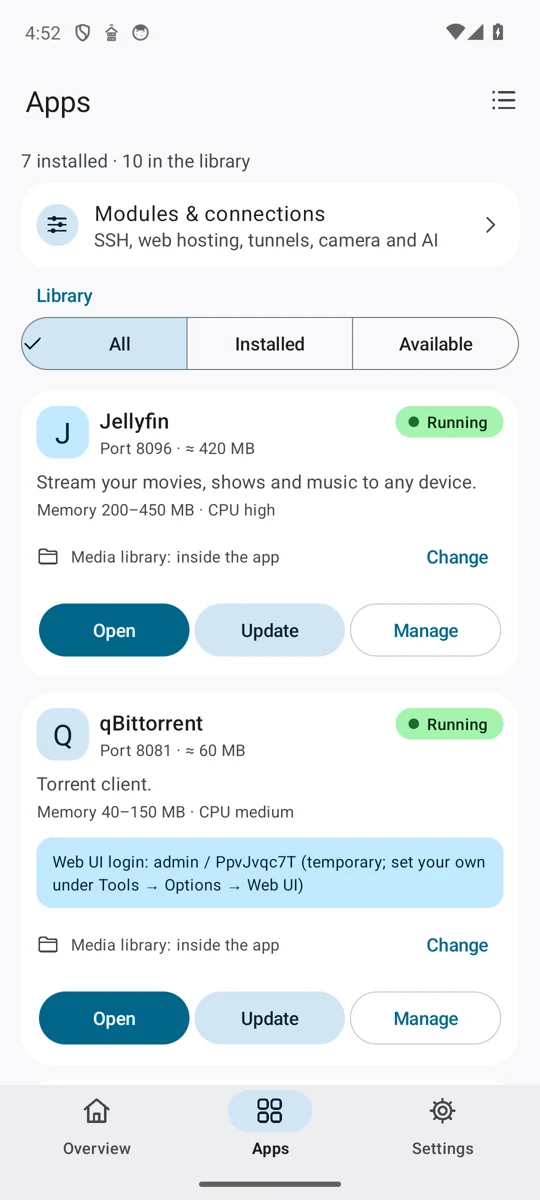 4:52
Apps
7 installed · 10 in the library
Modules & connections
SSH, web hosting, tunnels, camera and AI
Library
All
Installed
Available
J
Jellyfin
Port 8096 · ≈ 420 MB
Running
Stream your movies, shows and music to any device.
Memory 200–450 MB · CPU high
Media library: inside the app
Change
Open
Update
Manage
Q
qBittorrent
Port 8081 · ≈ 60 MB
Running
Torrent client.
Memory 40–150 MB · CPU medium
Web UI login: admin / PpvJvqc7T (temporary; set your own
under Tools → Options → Web UI)
Media library: inside the app
Change
Open
Update
Manage
Overview
Apps
Settings